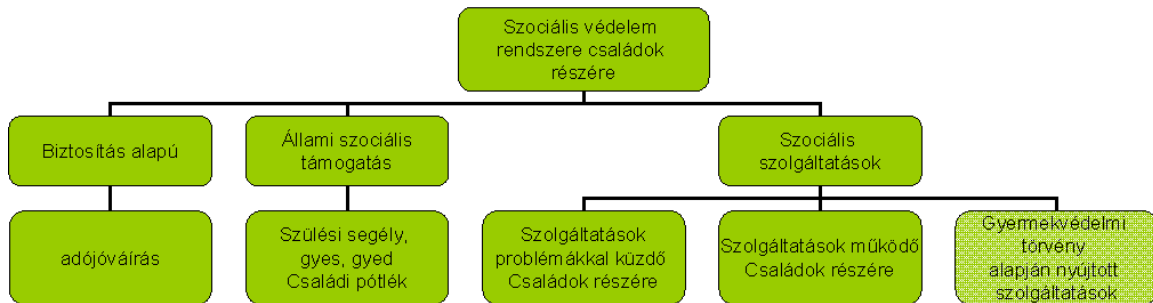 Szociális védelem
rendszere családok
részére
Biztosítás alapú
Állami szociális
támogatás
Szociális
szolgáltatások
adójóváírás
Szülési segély,
gyes, gyed
Családi pótlék
Szolgáltatások
problémákkal küzdő
Családok részére
Szolgáltatások működő
Családok részére
Gyermekvédelmi
törvény
alapján nyújtott
szolgáltatások